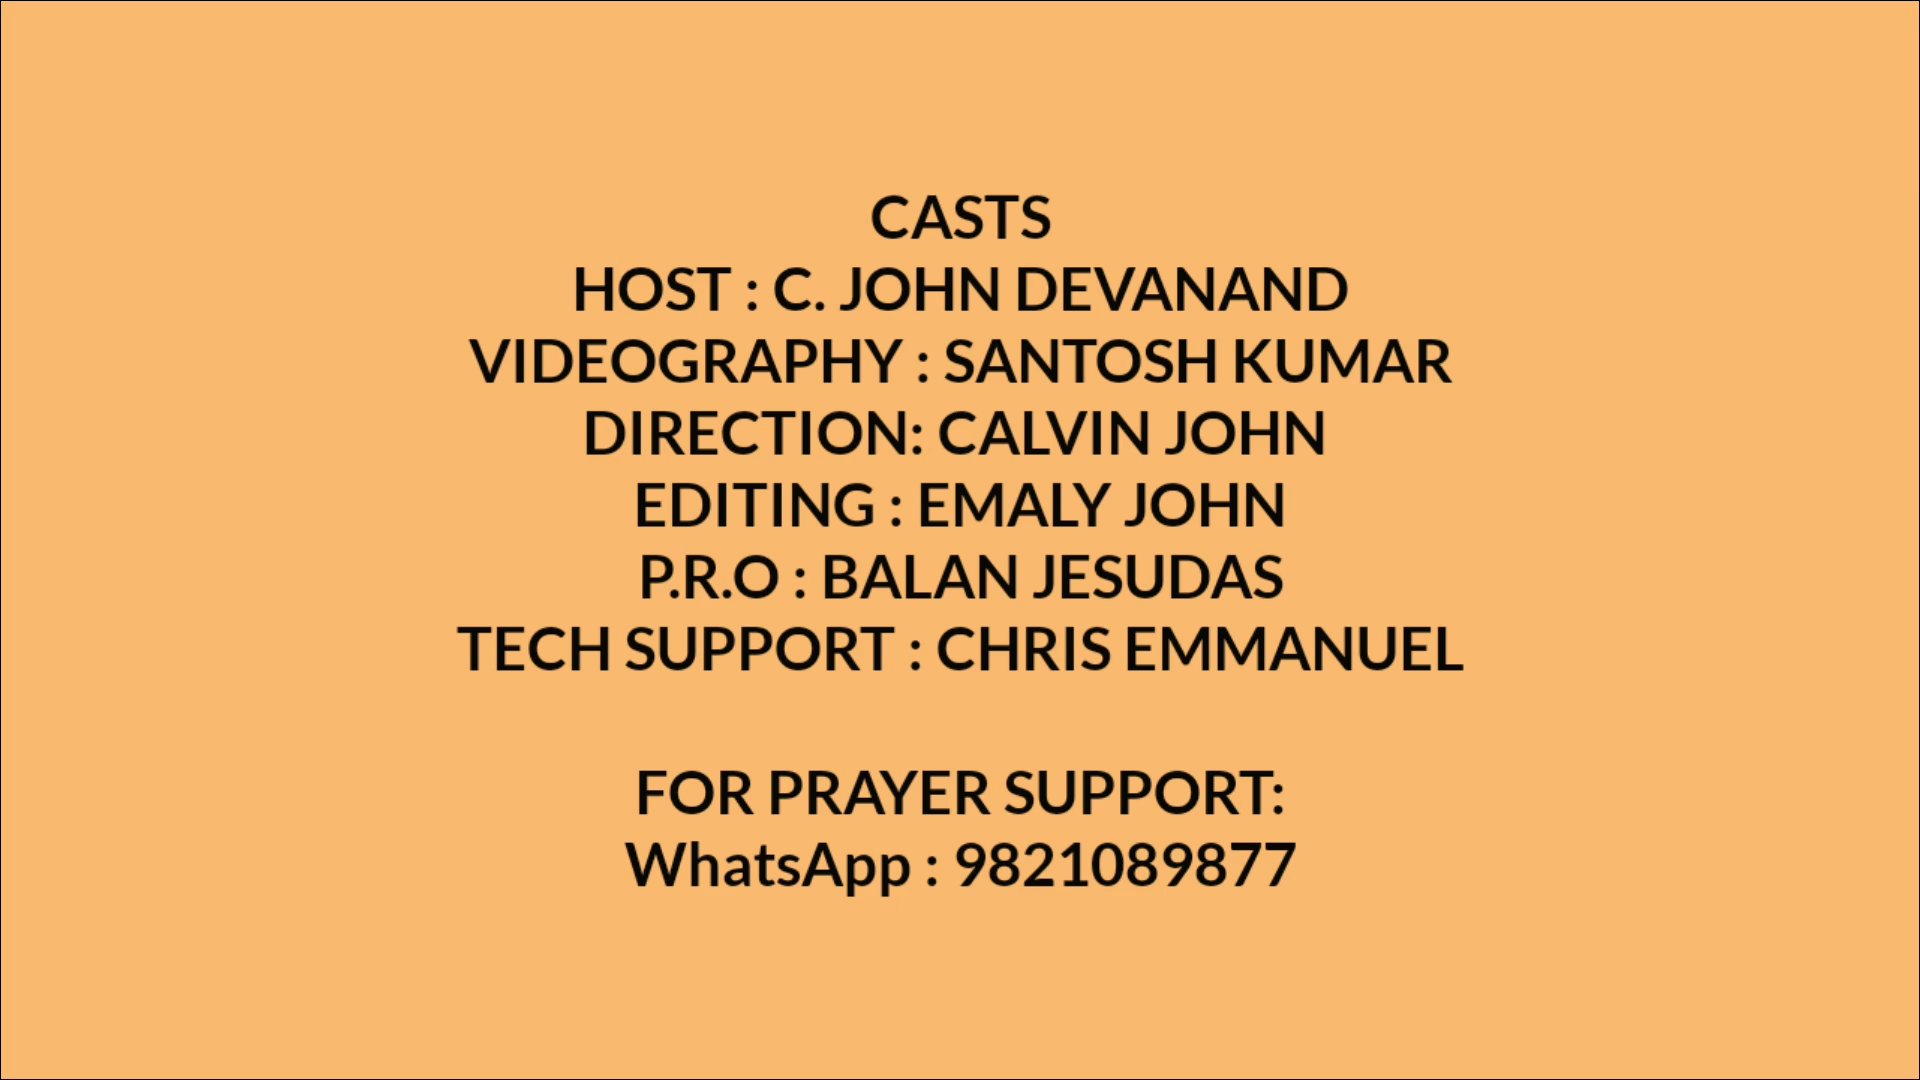 CASTS
HOST : C. JOHN DEVANAND
VIDEOGRAPHY : SANTOSH KUMAR
DIRECTION: CALVIN JOHN
EDITING : EMALY JOHN
P.R.O : BALAN JESUDAS
TECH SUPPORT : CHRIS EMMANUEL
FOR PRAYER SUPPORT:
WhatsApp : 9821089877